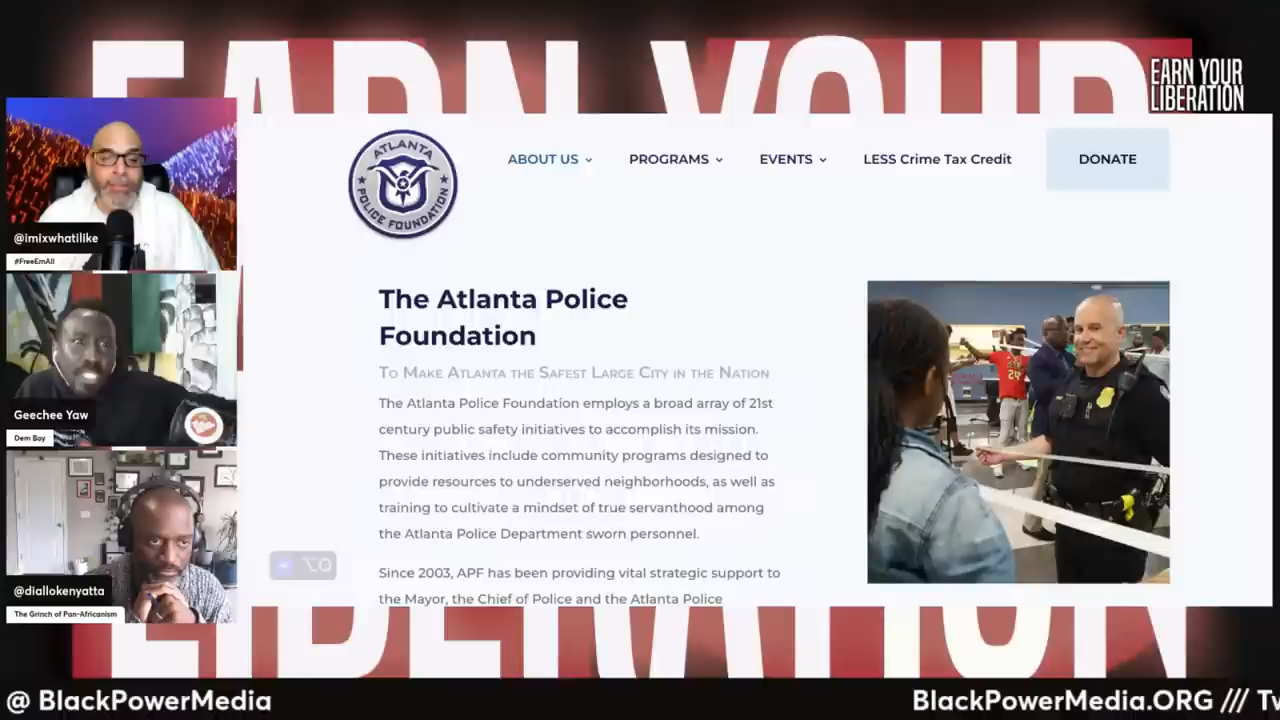 EARN YOUR
EARN YOUR
LIBERATION
@imixwhatilike
#FreeEmAll
Geechee Yaw
Dem Boy
@diallokenyatta
The Grinch of Pan-Africanism
ATLANTA
POLICE FOUNDATION
ABOUT US
PROGRAMS
EVENTS
LESS Crime Tax Credit
DONATE
The Atlanta Police
Foundation
To Make Atlanta the Safest Large City in the Nation
The Atlanta Police Foundation employs a broad array of 21st
century public safety initiatives to accomplish its mission.
These initiatives include community programs designed to
provide resources to underserved neighborhoods, as well as
training to cultivate a mindset of true servanthood among
the Atlanta Police Department sworn personnel.
Since 2003, APF has been providing vital strategic support to
the Mayor, the Chief of Police and the Atlanta Police
24
LIBERATION
@ BlackPowerMedia
BlackPowerMedia.ORG /// Tw